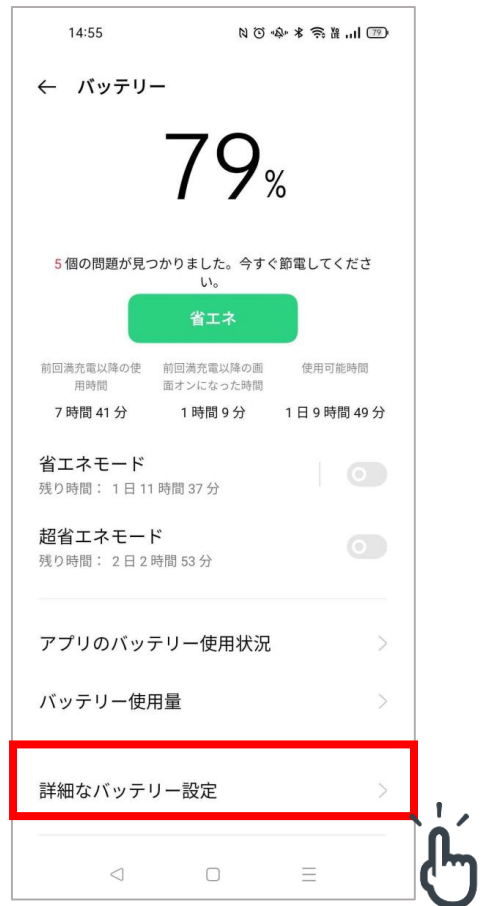 14:55
79
← バッテリー
79%
5 個の問題が見つかりました。今すぐ節電してくださ
い。
省エネ
前回満充電以降の使
用時間
前回満充電以降の画
面オンになった時間
使用可能時間
7 時間 41 分
1 時間 9 分
1 日 9 時間 49 分
省エネモード
残り時間： 1 日 11 時間 37 分
超省エネモード
残り時間： 2 日 2 時間 53 分
アプリのバッテリー使用状況
バッテリー使用量
詳細なバッテリー設定